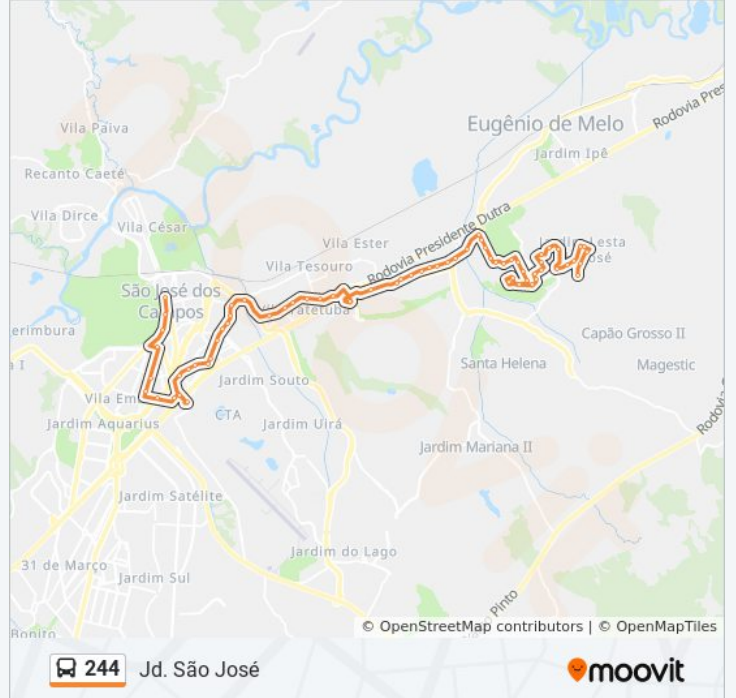 Eugênio de Melo
Rodovia Pres
Vila Paiva
Jardim Ipê
Recanto Caeté
Vila Dirce
Vila César
Rodovia Presidente Dutra
Vila Ester
Vila Tesouro
São José dos
Campos
erimbura
Capão Grosso II
Santa Helena
Magestic
Jardim Souto
Vila Em
CTA
Jardim Aquarius
Jardim Uirá
Jardim Mariana II
Jardim Satélite
Jardim do Lago
31 de Março
Jardim Sul
Pinto
Bonito
© OpenStreetMap contributors | © OpenMapTiles
244 Jd. São José
moovit